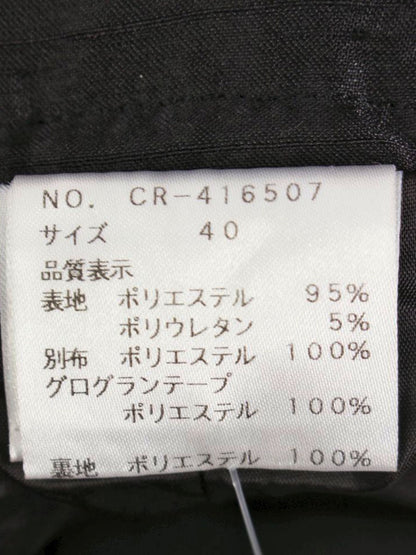 NO. CR-416507
サイズ 40
品質表示
表地 ポリエステル 95%
ポリウレタン 5%
別布 ポリエステル 100%
グログランテープ
ポリエステル 100%
裏地 ポリエステル 100%